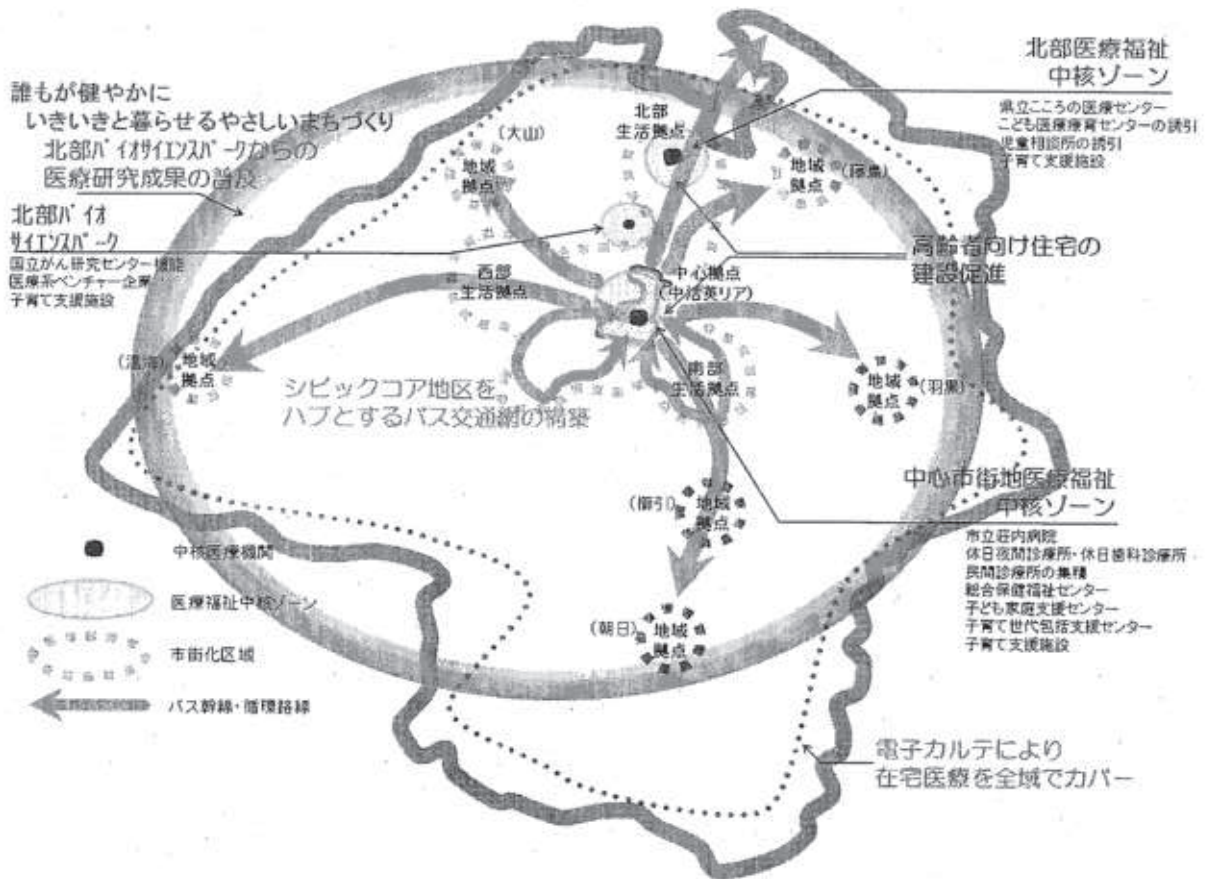 誰もが健やかに
いきいきと暮らせるやさしいまちづくり
北部ﾊﾞｲｵｻｲｴﾝｽﾊﾟｰｸからの
医療研究成果の普及
北部ﾊﾞｲｵ
ｻｲｴﾝｽﾊﾟｰｸ
国立がん研究センター機能
医療系ベンチャー企業
子育て支援施設
北部医療福祉
中核ゾーン
県立こころの医療センター
こども医療療育センターの誘引
児童相談所の誘引
子育て支援施設
北部
生活拠点
(大山)
地域
拠点
地域
拠点
(藤島)
高齢者向け住宅の
建設促進
西部
生活拠点
中心拠点
(中活英リア)
地域
拠点
南部
生活拠点
地域
拠点
(羽黒)
シビックコア地区を
ハブとするバス交通網の構築
(櫛引)
地域
拠点
中心市街地医療福祉
中核ゾーン
市立荘内病院
休日夜間診療所・休日歯科診療所
民間診療所の集積
総合保健福祉センター
子ども家庭支援センター
子育て世代包括支援センター
子育て支援施設
(朝日)
地域
拠点
中核医療機関
医療福祉中核ゾーン
市街化区域
バス幹線・循環路線
電子カルテにより
在宅医療を全域でカバー